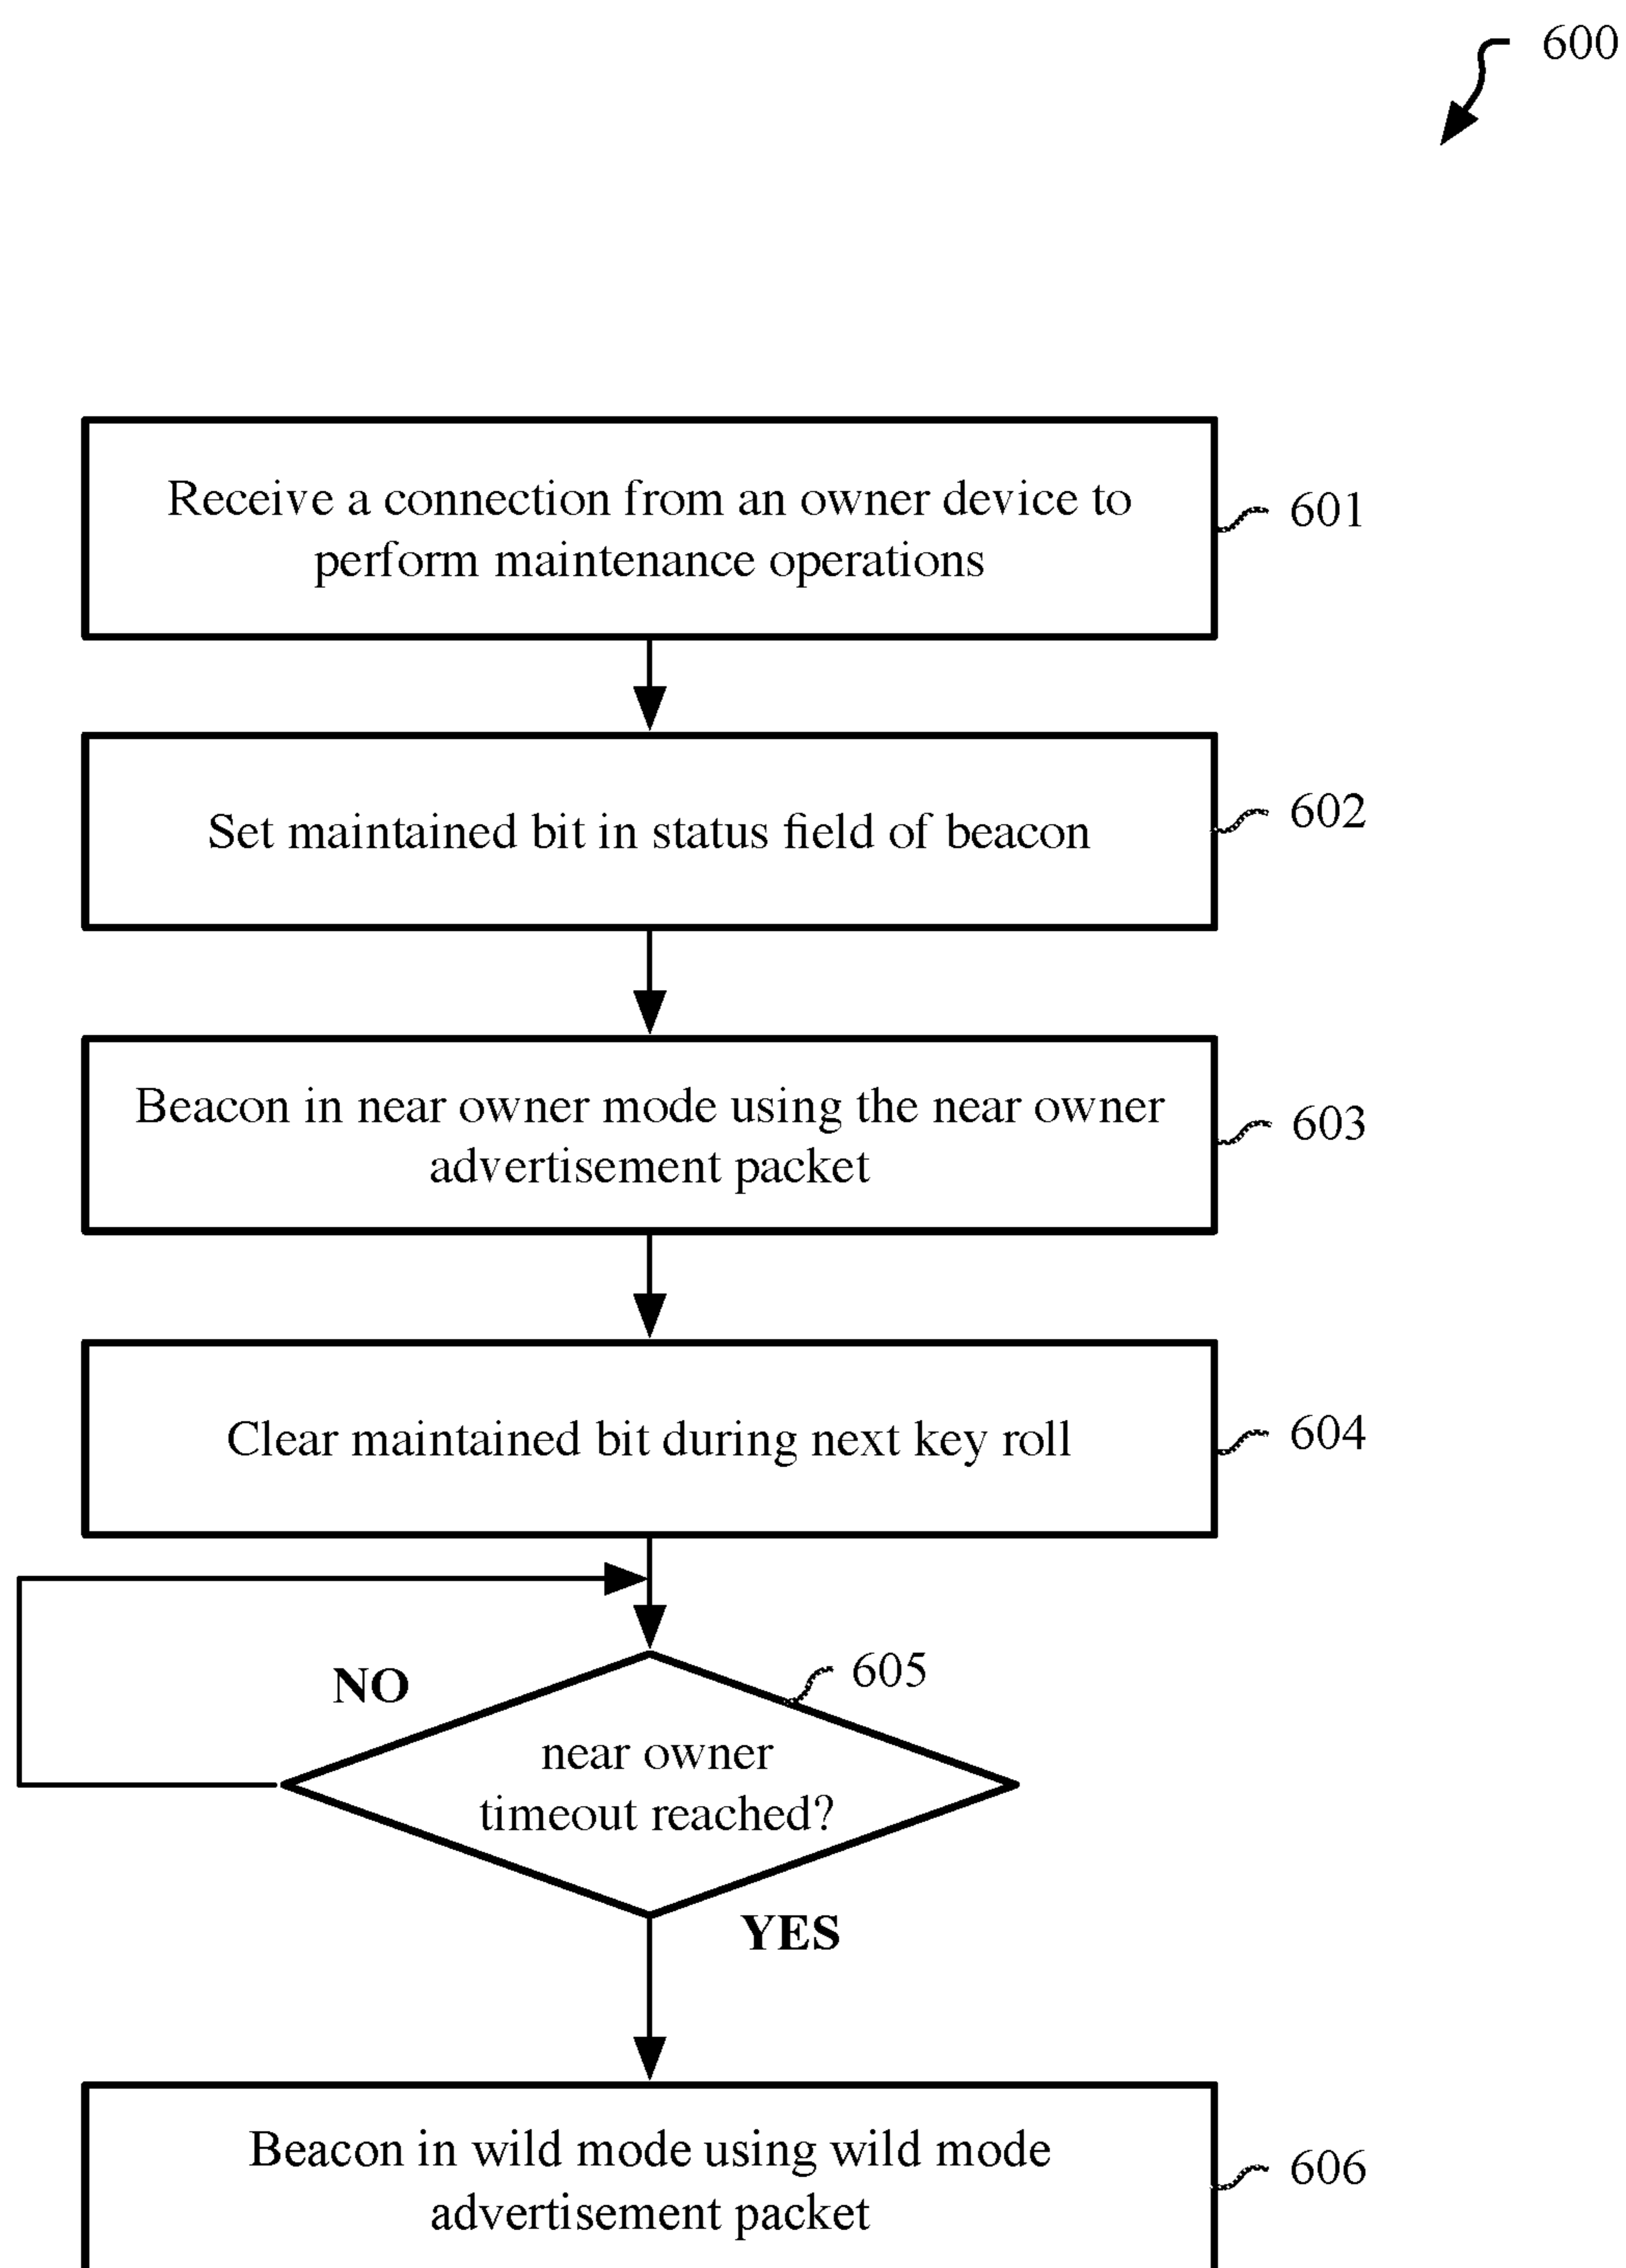 600
Receive a connection from an owner device to
perform maintenance operations
601
Set maintained bit in status field of beacon
602
Beacon in near owner mode using the near owner
advertisement packet
603
Clear maintained bit during next key roll
604
NO
605
near owner
timeout reached?
YES
Beacon in wild mode using wild mode
advertisement packet
606